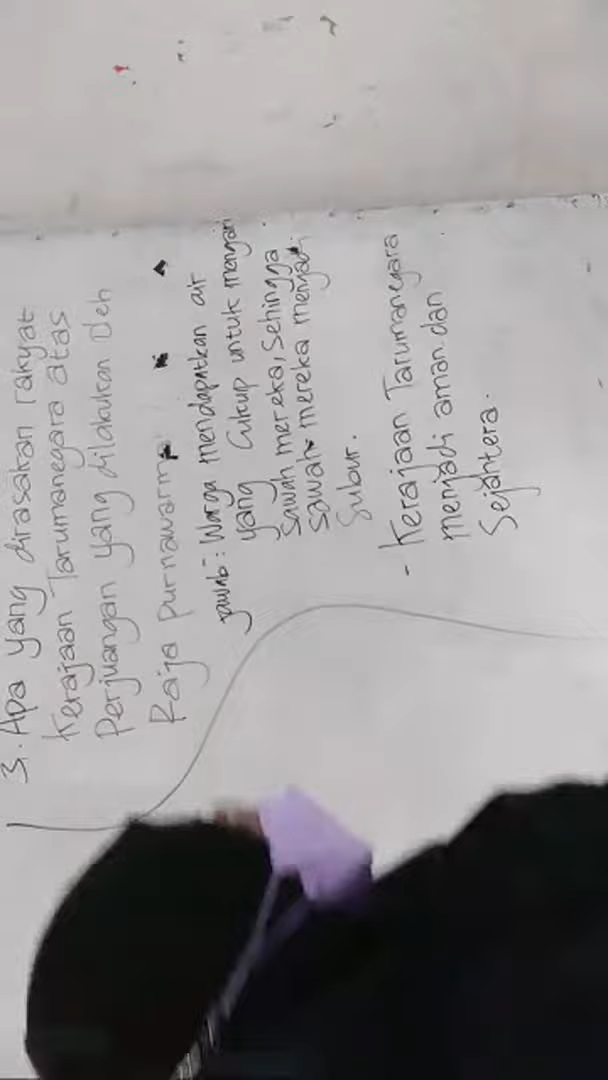 3. Apa yang dirasakan rakyat
Kerajaan Tarumanegara atas
Perjuangan yang dilakukan Oleh
Raja Purnawarman
Jawab: Warga mendapatkan air
yang Cukup untuk mengairi
Sawah mereka, Sehingga
Sawah mereka menjadi
Subur.
- Kerajaan Tarumanegara
menjadi aman dan
Sejahtera.